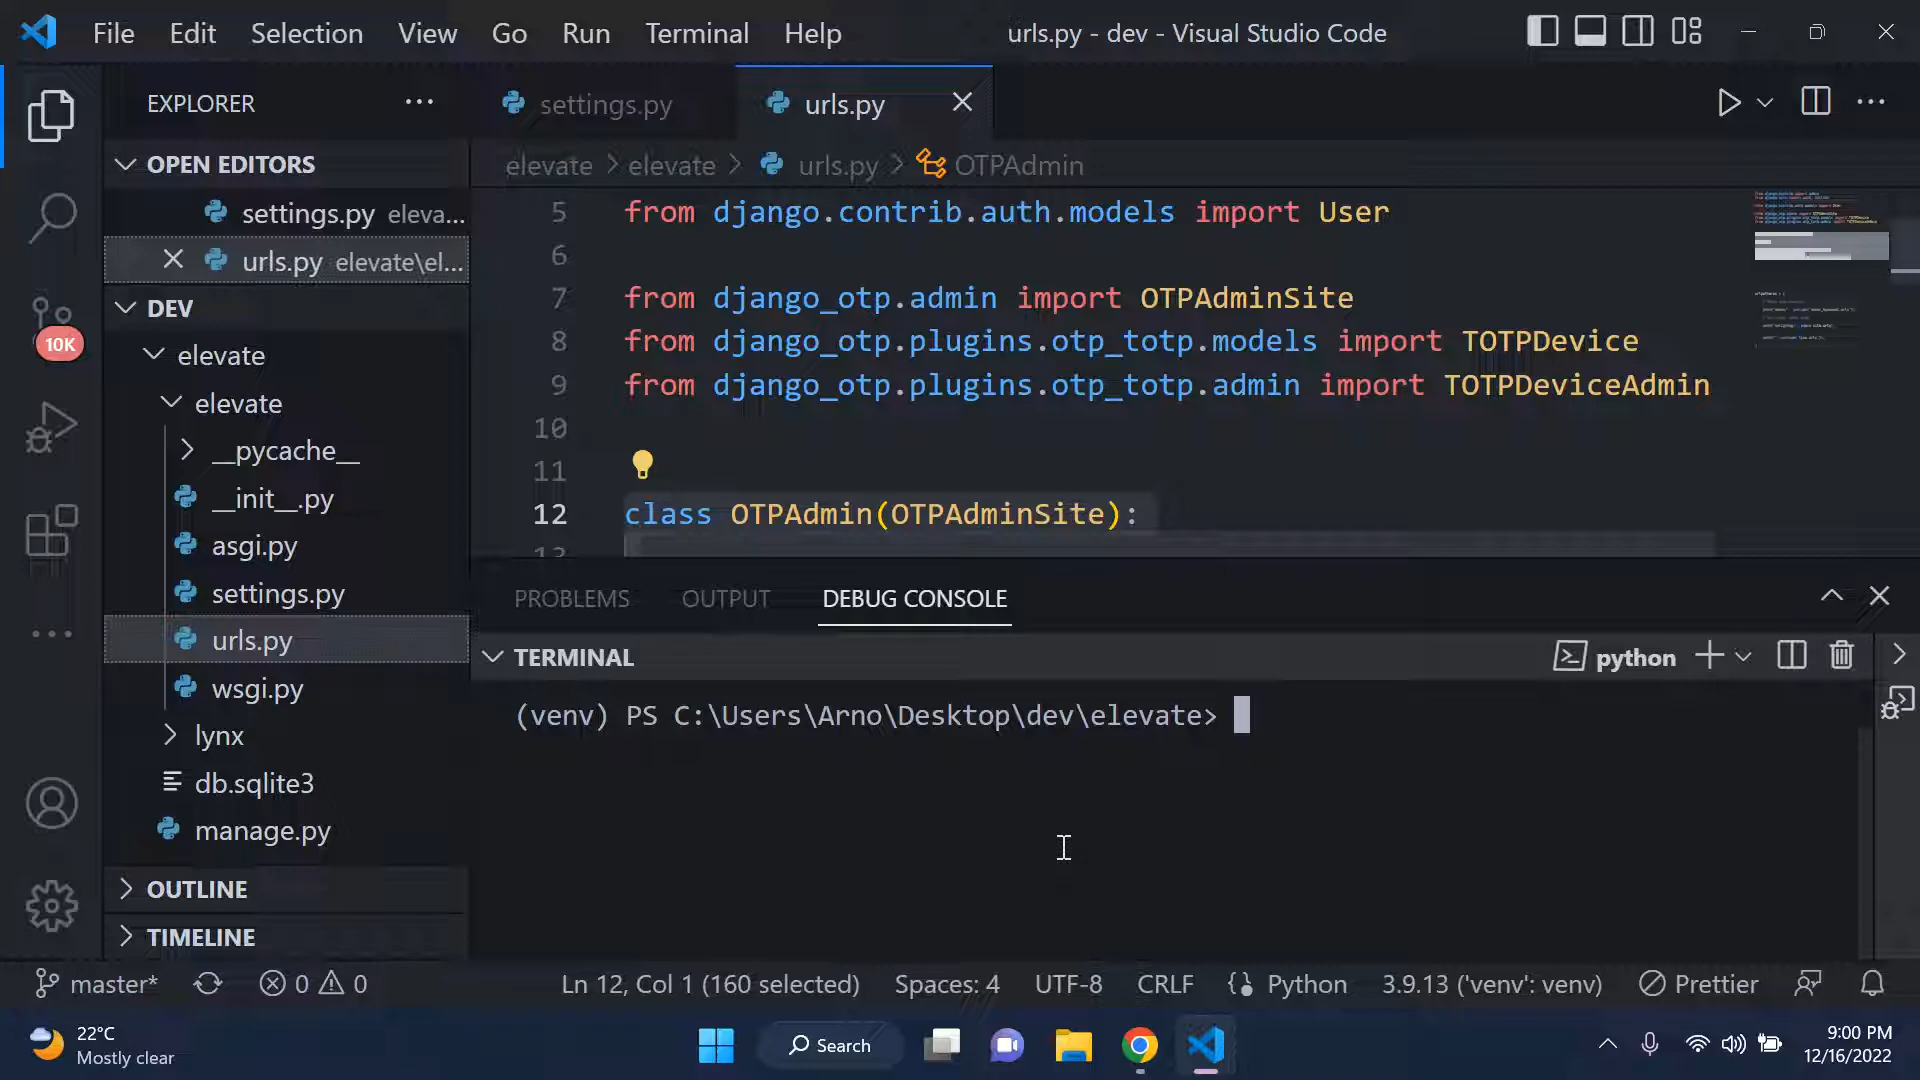 File Edit Selection View Go Run Terminal Help
urls.py - dev - Visual Studio Code
EXPLORER
OPEN EDITORS
settings.py eleva...
urls.py elevate\el...
DEV
elevate
elevate
__pycache__
__init__.py
asgi.py
settings.py
urls.py
wsgi.py
lynx
db.sqlite3
manage.py
OUTLINE
TIMELINE
10K
settings.py
urls.py
elevate > elevate > urls.py > OTPAdmin
5 from django.contrib.auth.models import User
6
7 from django_otp.admin import OTPAdminSite
8 from django_otp.plugins.otp_totp.models import TOTPDevice
9 from django_otp.plugins.otp_totp.admin import TOTPDeviceAdmin
10
11
12 class OTPAdmin(OTPAdminSite):
13
PROBLEMS OUTPUT DEBUG CONSOLE
TERMINAL
python
(venv) PS C:\Users\Arno\Desktop\dev\elevate>
master* 0 0 Ln 12, Col 1 (160 selected) Spaces: 4 UTF-8 CRLF Python 3.9.13 ('venv': venv) Prettier
22°C
Mostly clear
Search
9:00 PM
12/16/2022